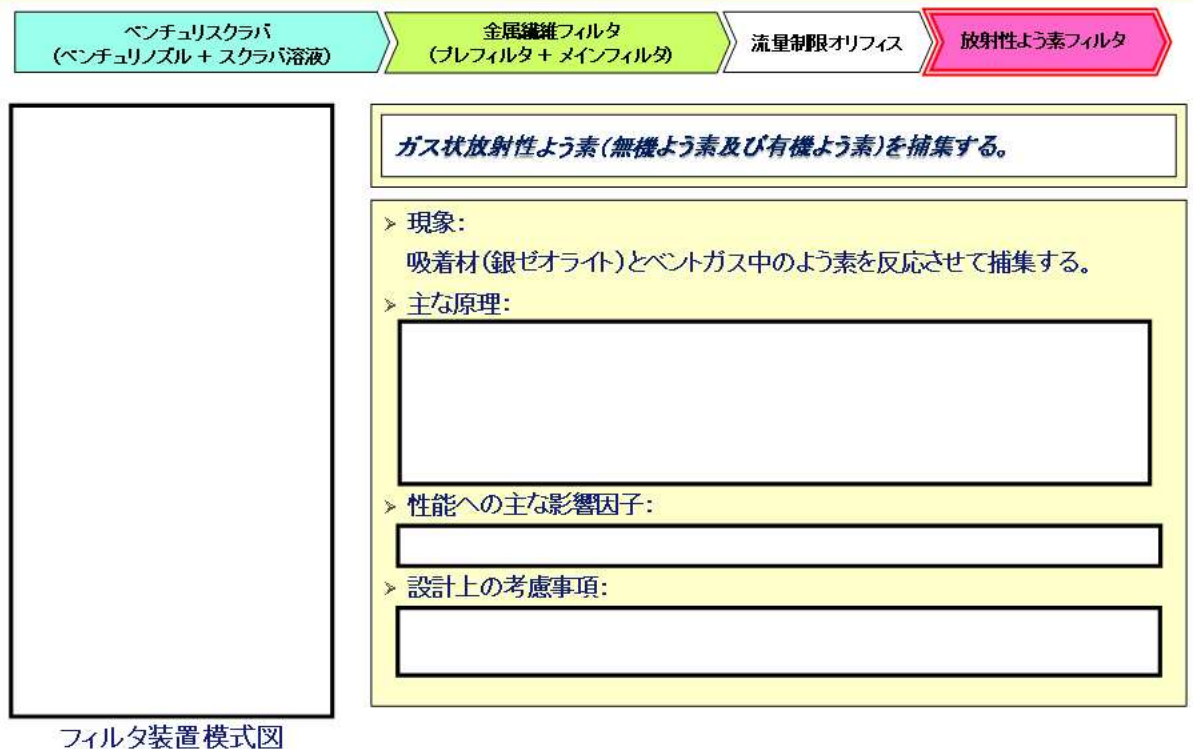 ベンチュリスクラバ
(ベンチュリノズル + スクラバ溶液)
金属繊維フィルタ
(プレフィルタ + メインフィルタ)
流量制限オリフィス
放射性よう素フィルタ
ガス状放射性よう素(無機よう素及び有機よう素)を捕集する。
➢ 現象:
吸着材(銀ゼオライト)とベントガス中のよう素を反応させて捕集する。
➢ 主な原理:
➢ 性能への主な影響因子:
➢ 設計上の考慮事項:
フィルタ装置模式図